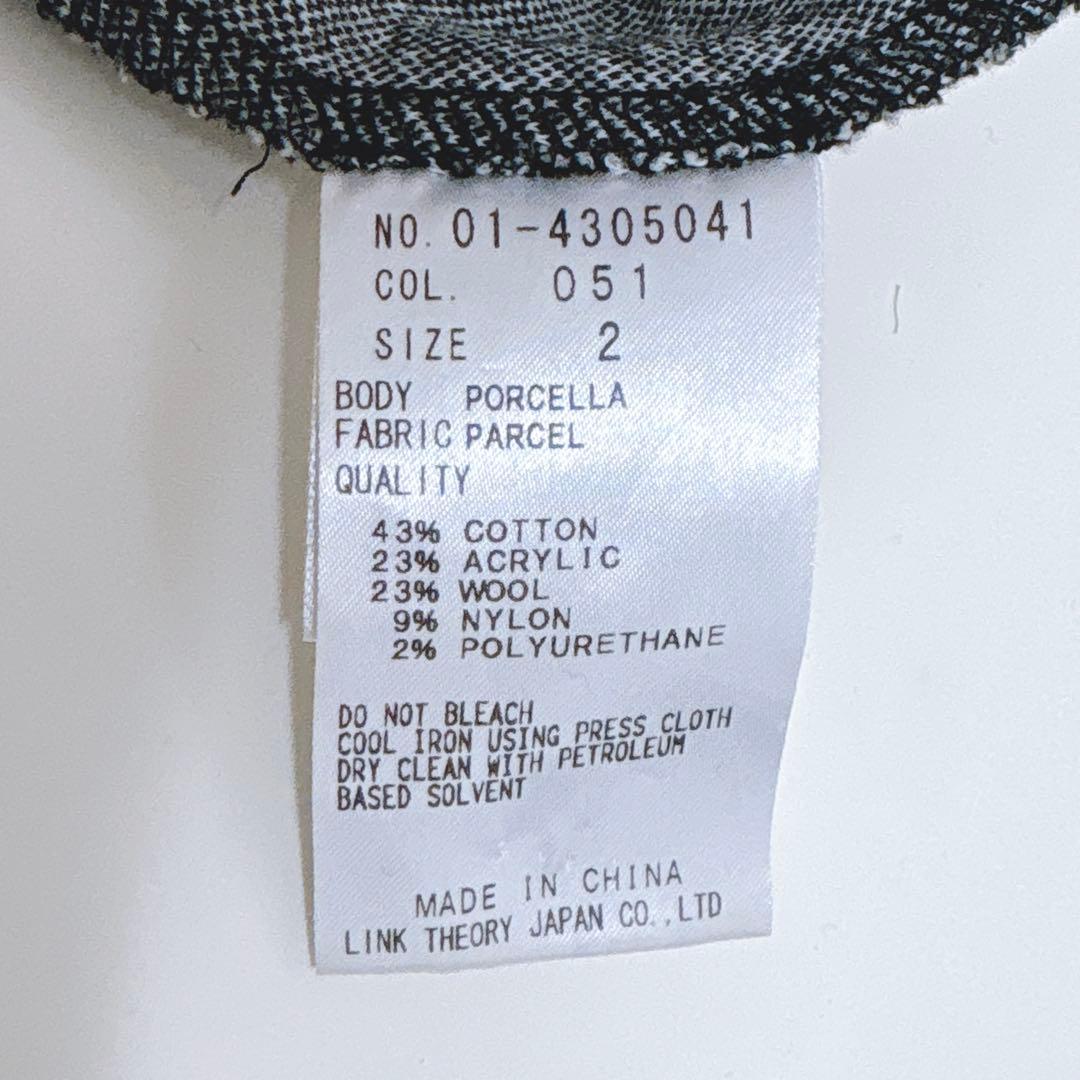 NO. 01-4305041
COL. 051
SIZE 2
BODY PORCELLA
FABRIC PARCEL
QUALITY
43% COTTON
23% ACRYLIC
23% WOOL
9% NYLON
2% POLYURETHANE
DO NOT BLEACH
COOL IRON USING PRESS CLOTH
DRY CLEAN WITH PETROLEUM
BASED SOLVENT
MADE IN CHINA
LINK THEORY JAPAN CO.,LTD